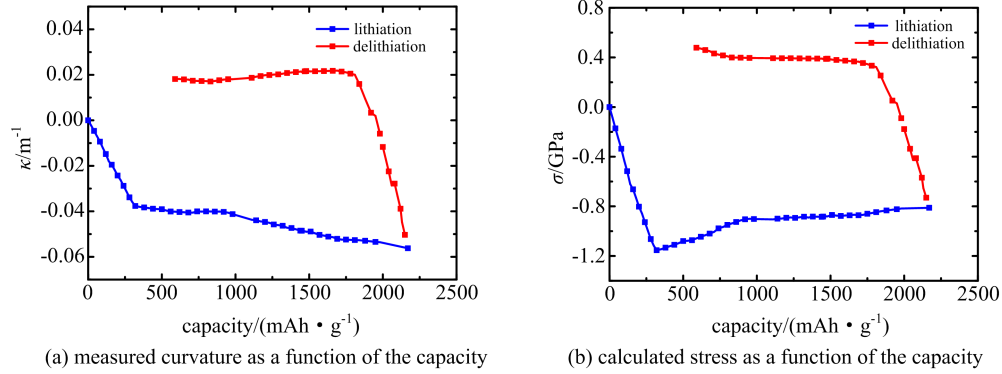 0.04
0.02
0.00
-0.02
-0.04
-0.06
κ/m⁻¹
lithiation
delithiation
0
500
1000
1500
2000
2500
capacity/(mAh · g⁻¹)
(a) measured curvature as a function of the capacity
0.8
0.4
0.0
-0.4
-0.8
-1.2
σ/GPa
lithiation
delithiation
0
500
1000
1500
2000
2500
capacity/(mAh · g⁻¹)
(b) calculated stress as a function of the capacity